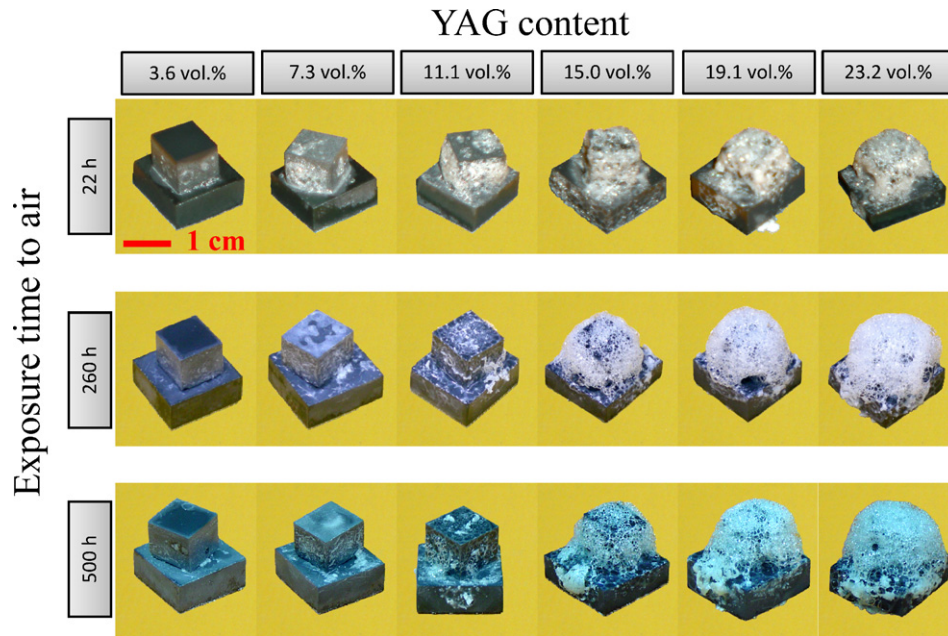 YAG content
3.6 vol.% 7.3 vol.% 11.1 vol.% 15.0 vol.% 19.1 vol.% 23.2 vol.%
Exposure time to air
22 h
1 cm
260 h
500 h